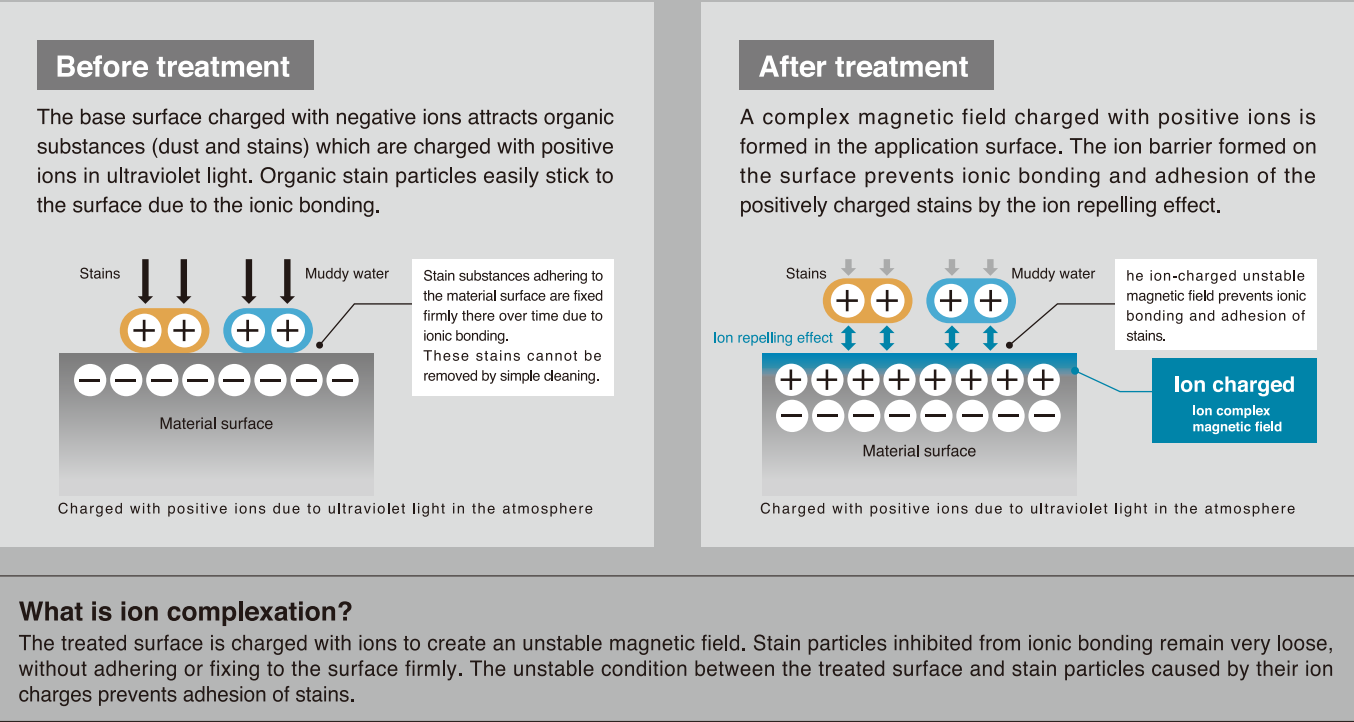 Before treatment
The base surface charged with negative ions attracts organic
substances (dust and stains) which are charged with positive
ions in ultraviolet light. Organic stain particles easily stick to
the surface due to the ionic bonding.
Stains
Muddy water
Stain substances adhering to
the material surface are fixed
firmly there over time due to
ionic bonding.
These stains cannot be
removed by simple cleaning.
Material surface
Charged with positive ions due to ultraviolet light in the atmosphere
After treatment
A complex magnetic field charged with positive ions is
formed in the application surface. The ion barrier formed on
the surface prevents ionic bonding and adhesion of the
positively charged stains by the ion repelling effect.
Stains
Muddy water
he ion-charged unstable
magnetic field prevents ionic
bonding and adhesion of
stains.
Ion repelling effect
Ion charged
Ion complex
magnetic field
Material surface
Charged with positive ions due to ultraviolet light in the atmosphere
What is ion complexation?
The treated surface is charged with ions to create an unstable magnetic field. Stain particles inhibited from ionic bonding remain very loose,
without adhering or fixing to the surface firmly. The unstable condition between the treated surface and stain particles caused by their ion
charges prevents adhesion of stains.